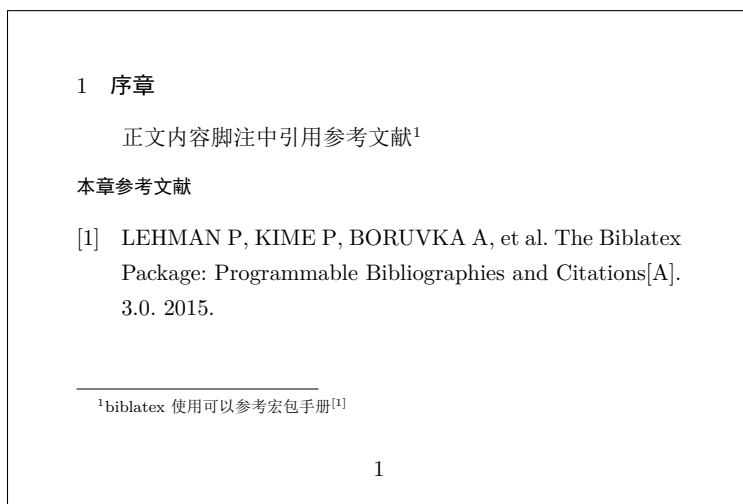 1 序章
正文内容脚注中引用参考文献1
本章参考文献
[1] LEHMAN P, KIME P, BORUVKA A, et al. The Biblatex
Package: Programmable Bibliographies and Citations[A].
3.0. 2015.
1biblatex 使用可以参考宏包手册[1]
1